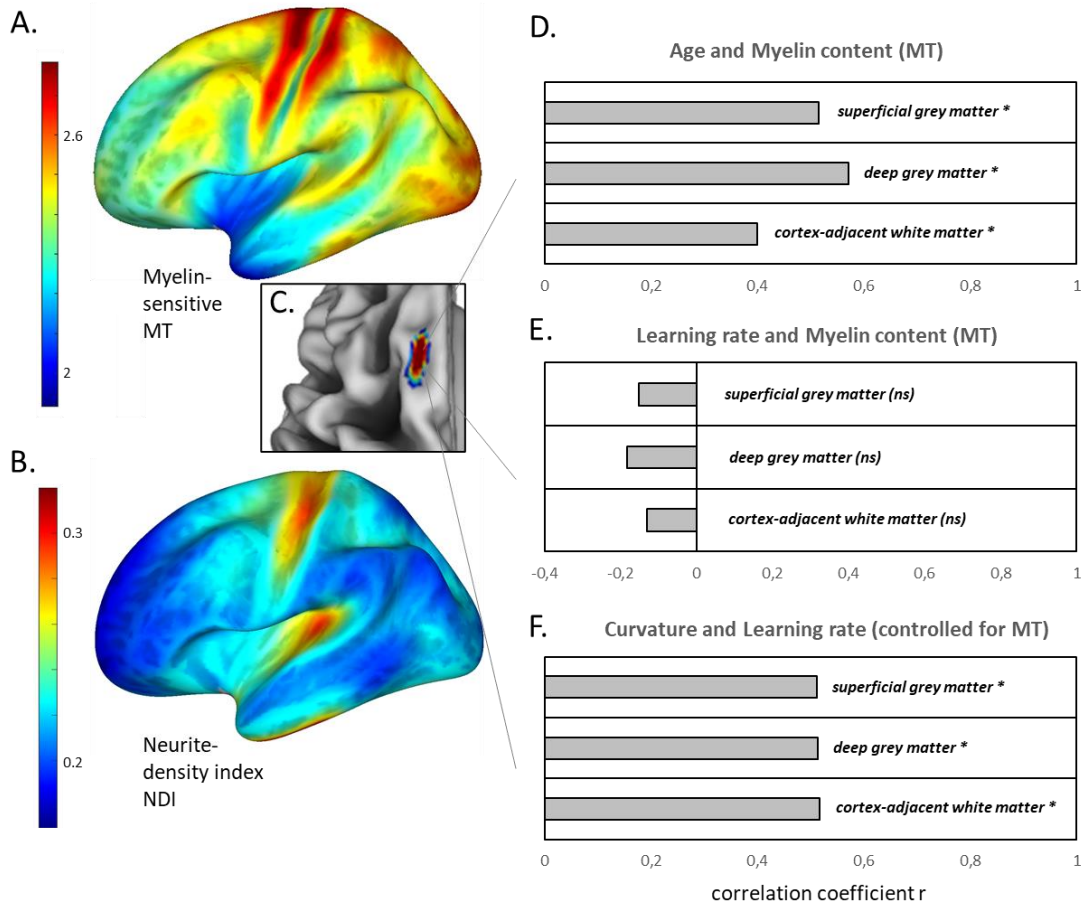 A.
2.6
2
Myelin-
sensitive
MT
B.
0.3
0.2
Neurite-
density index
NDI
C.
D.
Age and Myelin content (MT)
superficial grey matter *
deep grey matter *
cortex-adjacent white matter *
0 0,2 0,4 0,6 0,8 1
E.
Learning rate and Myelin content (MT)
superficial grey matter (ns)
deep grey matter (ns)
cortex-adjacent white matter (ns)
-0,4 -0,2 0 0,2 0,4 0,6 0,8 1
F.
Curvature and Learning rate (controlled for MT)
superficial grey matter *
deep grey matter *
cortex-adjacent white matter *
0 0,2 0,4 0,6 0,8 1
correlation coefficient r